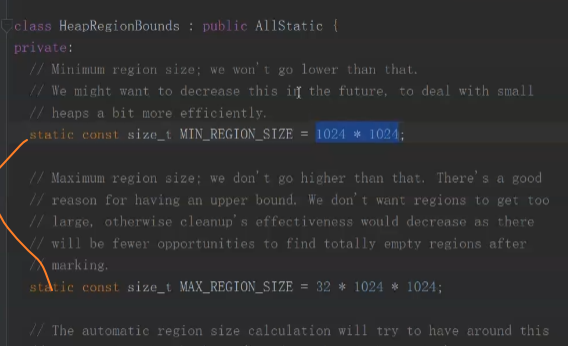 class HeapRegionBounds : public AllStatic {
private:
// Minimum region size; we won't go lower than that.
// We might want to decrease this in the future, to deal with small
// heaps a bit more efficiently.
static const size_t MIN_REGION_SIZE = 1024 * 1024;
// Maximum region size; we don't go higher than that. There's a good
// reason for having an upper bound. We don't want regions to get too
// large, otherwise cleanup's effectiveness would decrease as there
// will be fewer opportunities to find totally empty regions after
// marking.
static const size_t MAX_REGION_SIZE = 32 * 1024 * 1024;
// The automatic region size calculation will try to have around this